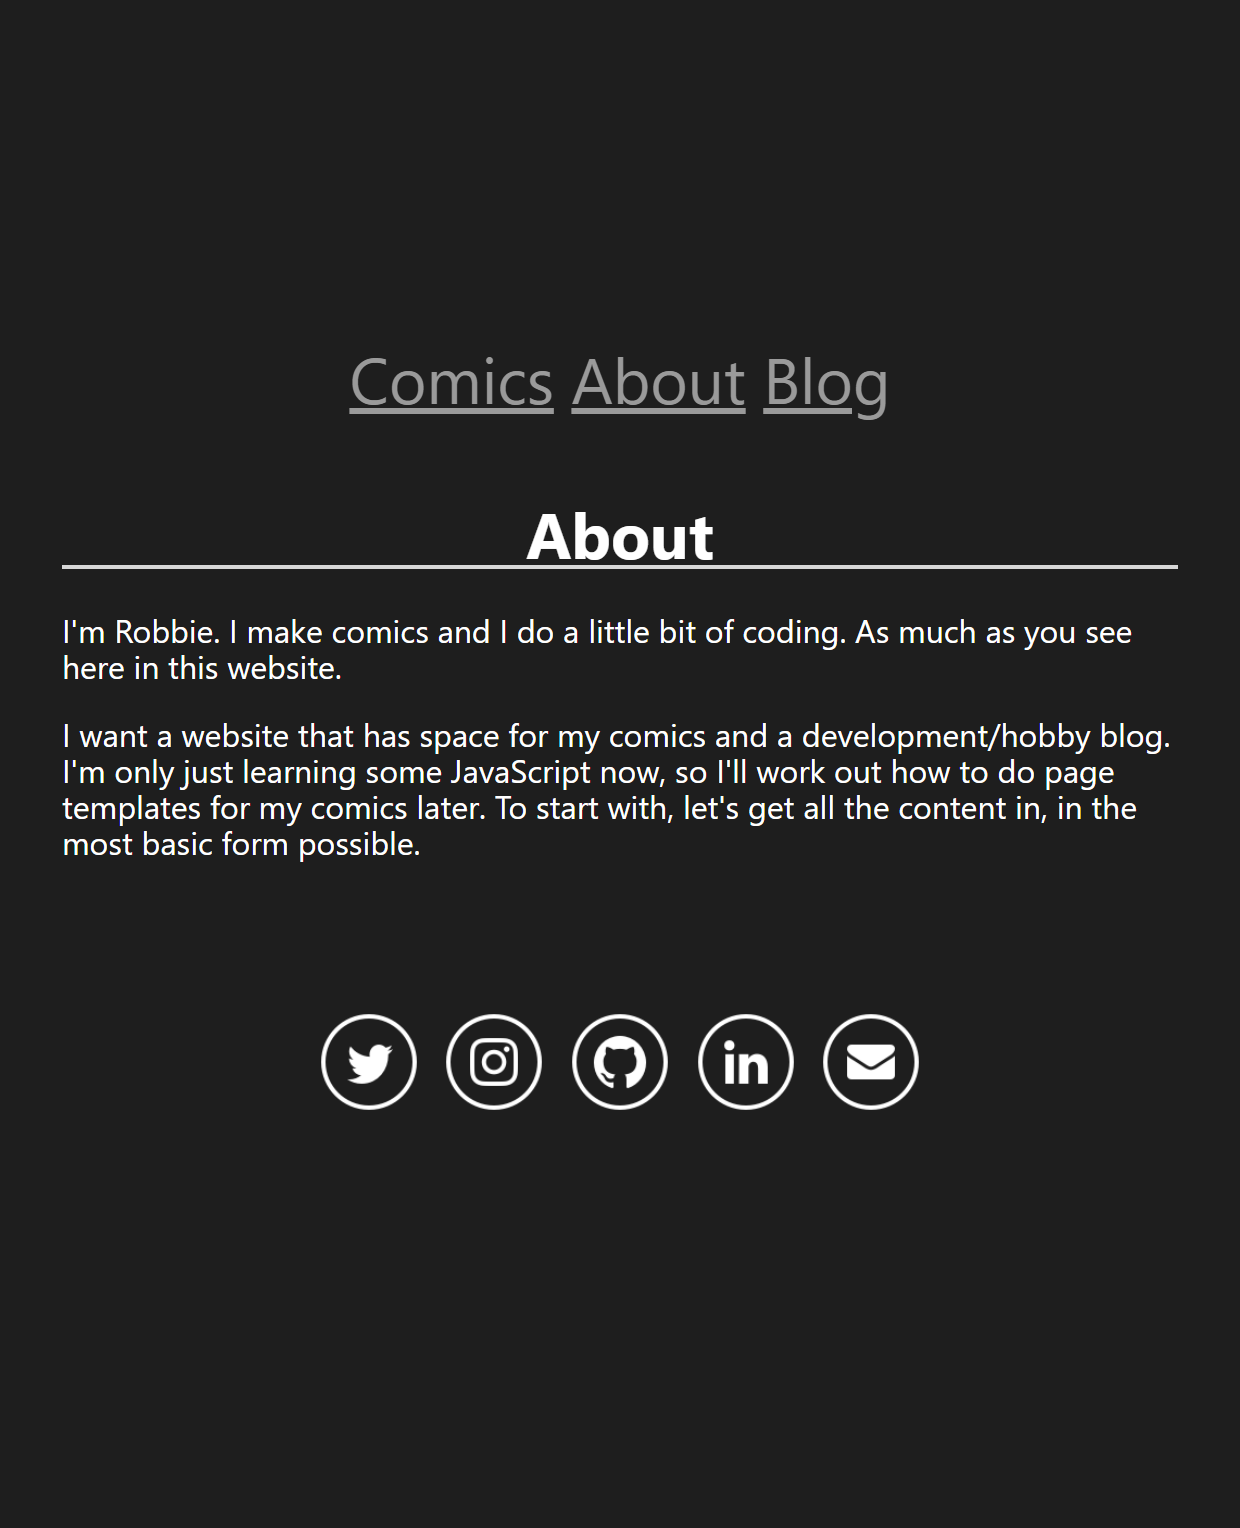 Comics About Blog
About
I'm Robbie. I make comics and I do a little bit of coding. As much as you see
here in this website.
I want a website that has space for my comics and a development/hobby blog.
I'm only just learning some JavaScript now, so I'll work out how to do page
templates for my comics later. To start with, let's get all the content in, in the
most basic form possible.
in